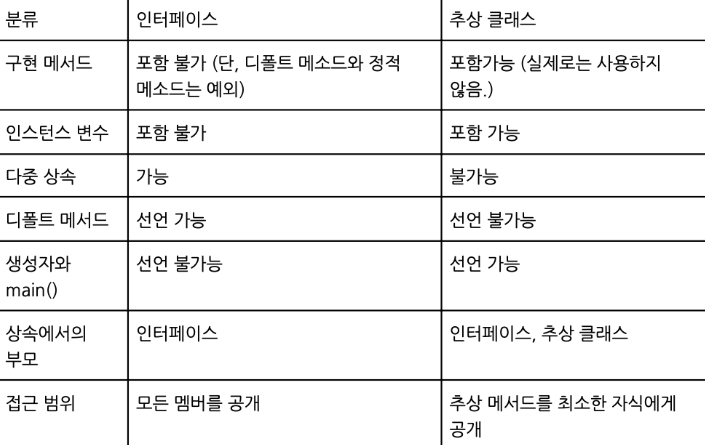 분류 인터페이스 추상 클래스
구현 메서드 포함 불가 (단, 디폴트 메소드와 정적 포함가능 (실제로는 사용하지
메소드는 예외) 않음.)
인스턴스 변수 포함 불가 포함 가능
다중 상속 가능 불가능
디폴트 메서드 선언 가능 선언 불가능
생성자와 선언 불가능 선언 가능
main()
상속에서의 인터페이스 인터페이스, 추상 클래스
부모
접근 범위 모든 멤버를 공개 추상 메서드를 최소한 자식에게
공개